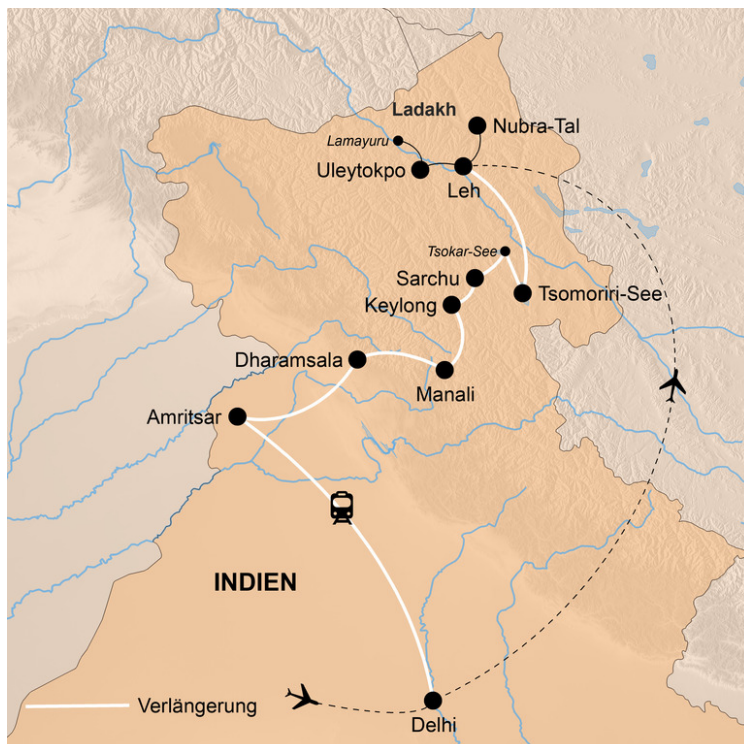 Ladakh
Nubra-Tal
Lamayuru
Uleytokpo
Leh
Tsokar-See
Sarchu
Tsomoriri-See
Keylong
Dharamsala
Manali
Amritsar
INDIEN
Verlängerung
Delhi